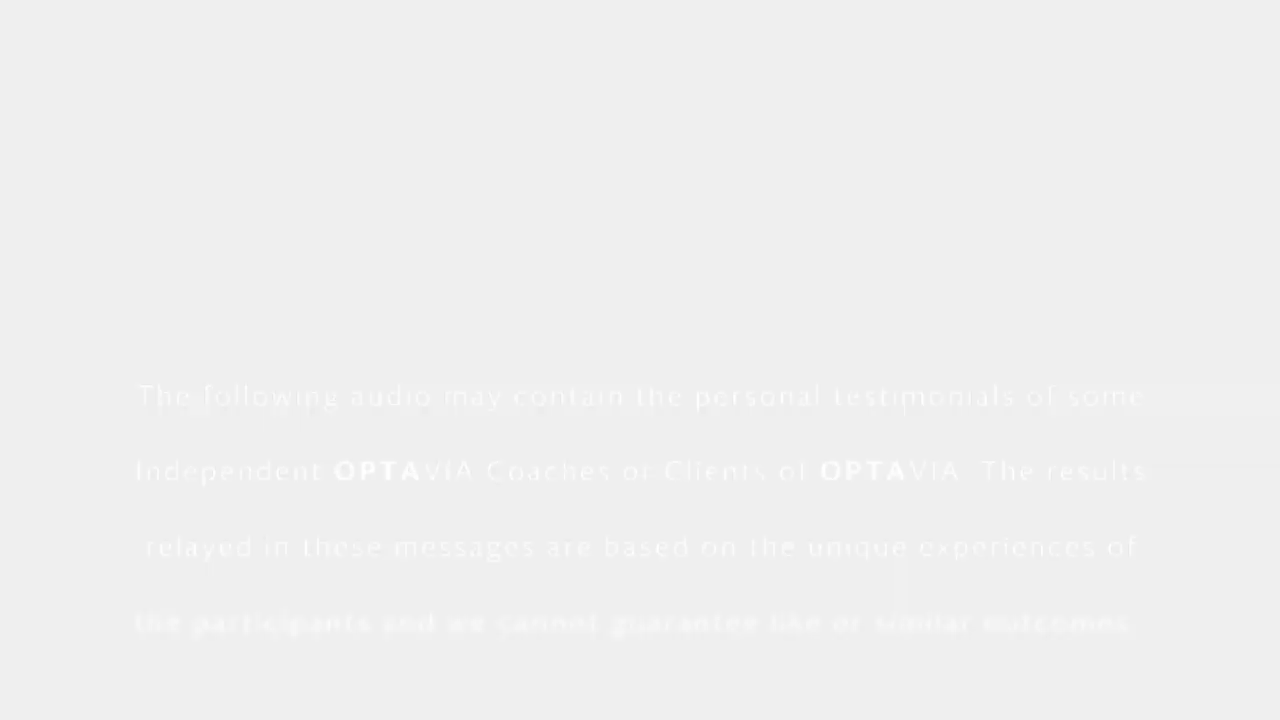 The following audio may contain the personal testimonials of some
Independent OPTAVIA Coaches or Clients of OPTAVIA. The results
relayed in these messages are based on the unique experiences of
the participants and we cannot guarantee like or similar outcomes.